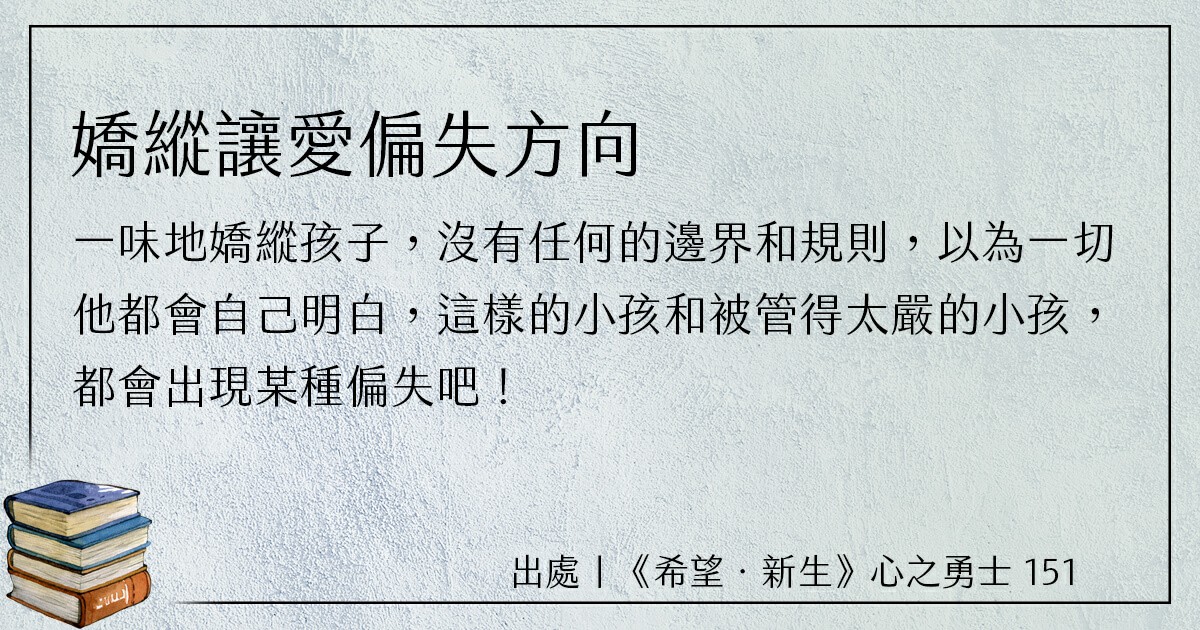 嬌縱讓愛偏失方向
一味地嬌縱孩子，沒有任何的邊界和規則，以為一切
他都會自己明白，這樣的小孩和被管得太嚴的小孩，
都會出現某種偏失吧！
出處｜《希望．新生》心之勇士 151